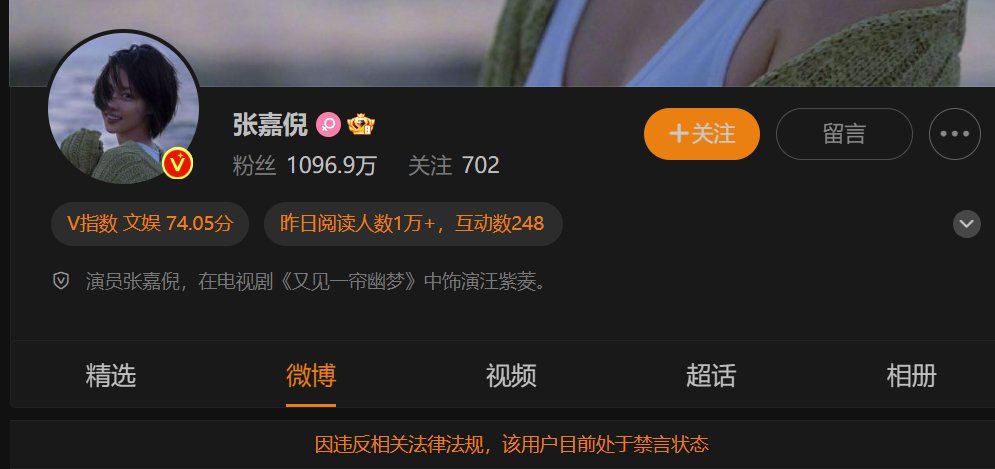 张嘉倪
粉丝 1096.9万 关注 702
+关注
留言
V指数 文娱 74.05分
昨日阅读人数1万+，互动数248
演员张嘉倪，在电视剧《又见一帘幽梦》中饰演汪紫菱。
精选 微博 视频 超话 相册
因违反相关法律法规，该用户目前处于禁言状态